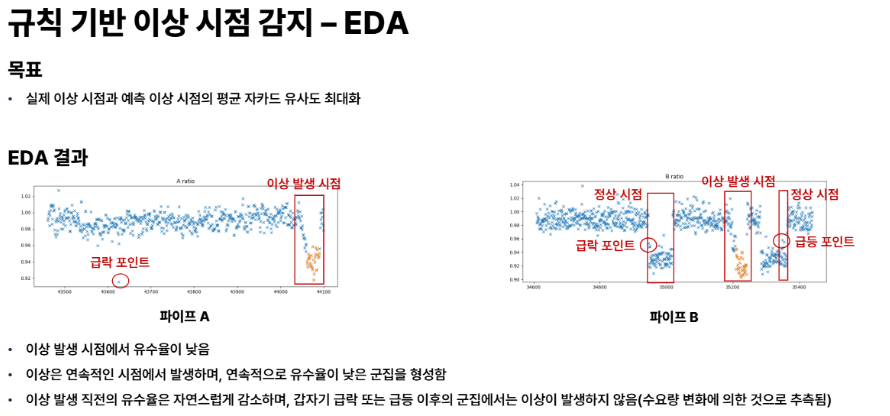 규칙 기반 이상 시점 감지 – EDA
목표
• 실제 이상 시점과 예측 이상 시점의 평균 자카드 유사도 최대화
EDA 결과
A ratio
이상 발생 시점
급락 포인트
1.02
1.00
0.98
0.96
0.94
0.92
43500
43600
43700
43800
43900
44000
44100
파이프 A
B ratio
이상 발생 시점
정상 시점
정상 시점
급락 포인트
급등 포인트
1.04
1.02
1.00
0.98
0.96
0.94
0.92
0.90
34600
34800
35000
35200
35400
파이프 B
• 이상 발생 시점에서 유수율이 낮음
• 이상은 연속적인 시점에서 발생하며, 연속적으로 유수율이 낮은 군집을 형성함
• 이상 발생 직전의 유수율은 자연스럽게 감소하며, 갑자기 급락 또는 급등 이후의 군집에서는 이상이 발생하지 않음(수요량 변화에 의한 것으로 추측됨)